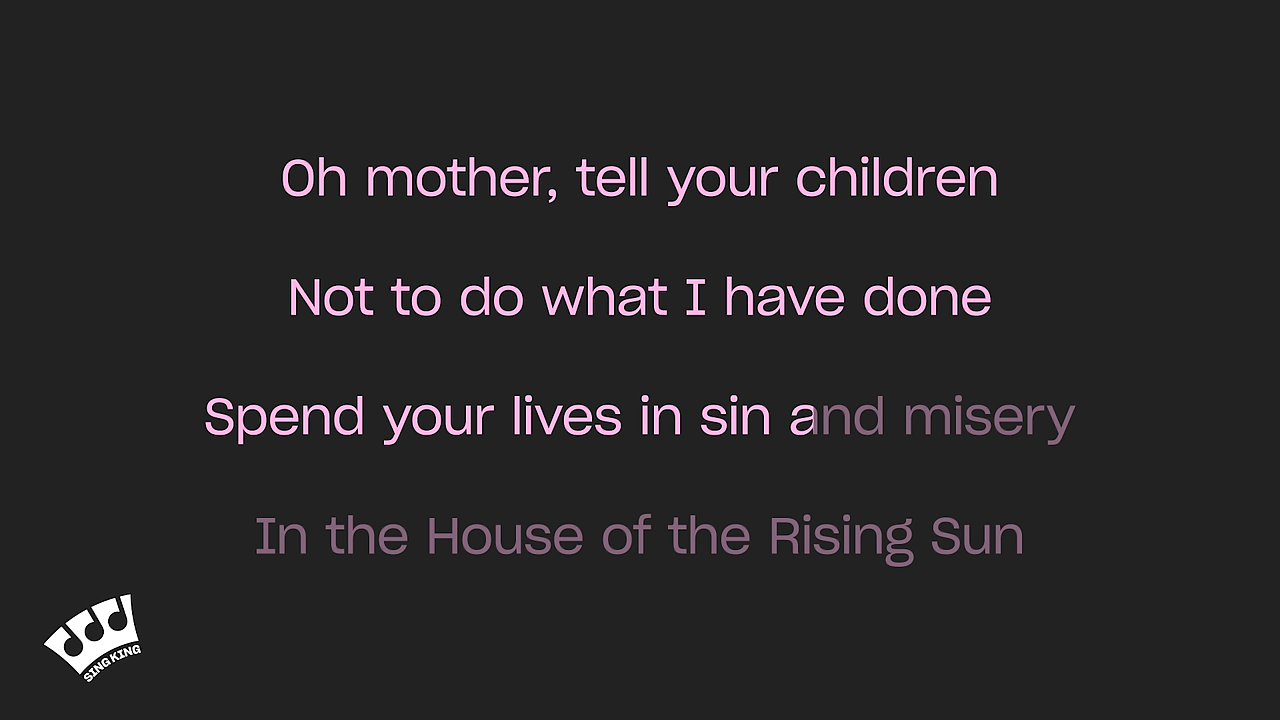 Oh mother, tell your children
Not to do what I have done
Spend your lives in sin and misery
In the House of the Rising Sun
SING KING